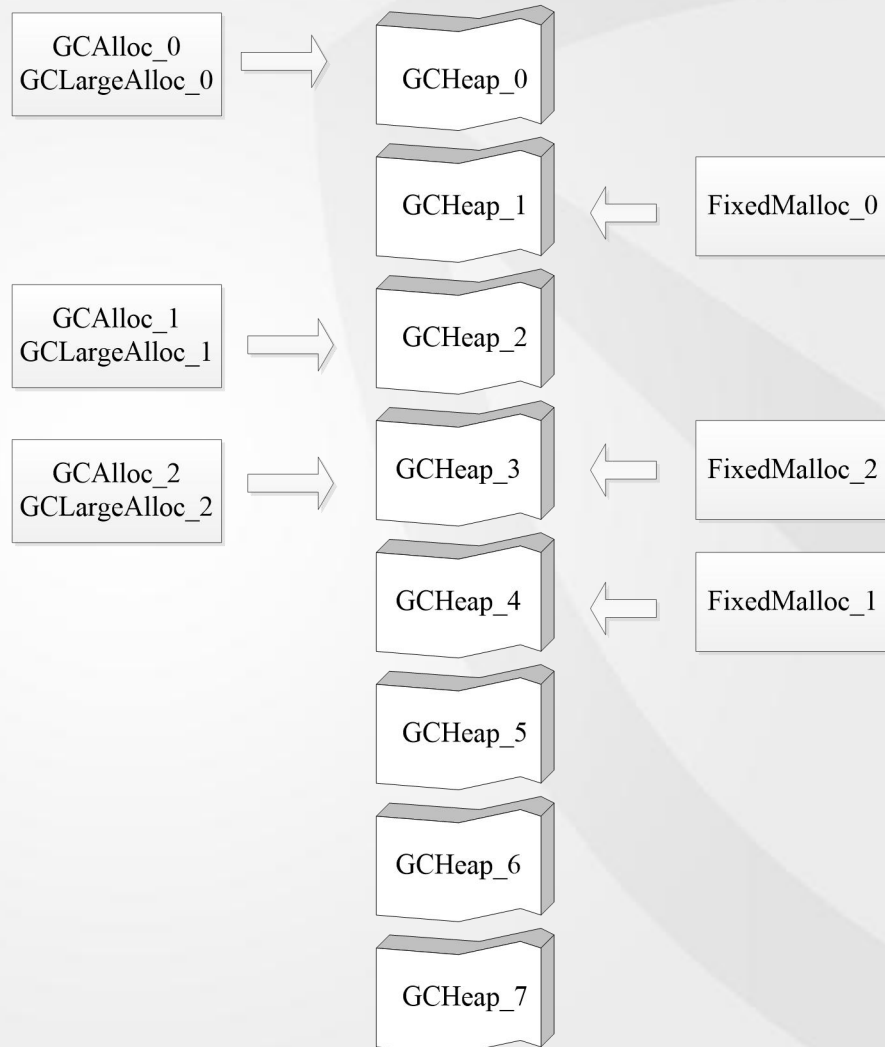 GCAlloc_0
GCLargeAlloc_0
GCHeap_0
GCHeap_1
FixedMalloc_0
GCAlloc_1
GCLargeAlloc_1
GCHeap_2
GCAlloc_2
GCLargeAlloc_2
GCHeap_3
FixedMalloc_2
GCHeap_4
FixedMalloc_1
GCHeap_5
GCHeap_6
GCHeap_7